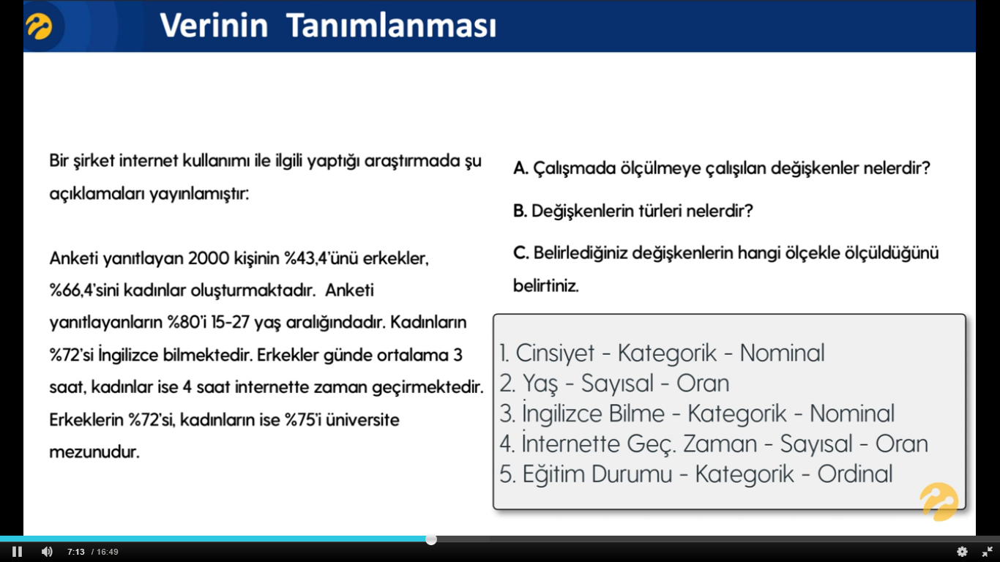 Verinin Tanımlanması
Bir şirket internet kullanımı ile ilgili yaptığı araştırmada şu
açıklamaları yayınlamıştır:
Anketi yanıtlayan 2000 kişinin %43,4'ünü erkekler,
%66,4'sini kadınlar oluşturmaktadır. Anketi
yanıtlayanların %80'i 15-27 yaş aralığındadır. Kadınların
%72'si İngilizce bilmektedir. Erkekler günde ortalama 3
saat, kadınlar ise 4 saat internette zaman geçirmektedir.
Erkeklerin %72'si, kadınların ise %75'i üniversite
mezunudur.
A. Çalışmada ölçülmeye çalışılan değişkenler nelerdir?
B. Değişkenlerin türleri nelerdir?
C. Belirlediğiniz değişkenlerin hangi ölçekle ölçüldüğünü
belirtiniz.
1. Cinsiyet - Kategorik - Nominal
2. Yaş - Sayısal - Oran
3. İngilizce Bilme - Kategorik - Nominal
4. İnternette Geç. Zaman - Sayısal - Oran
5. Eğitim Durumu - Kategorik - Ordinal
7:13 / 16:49